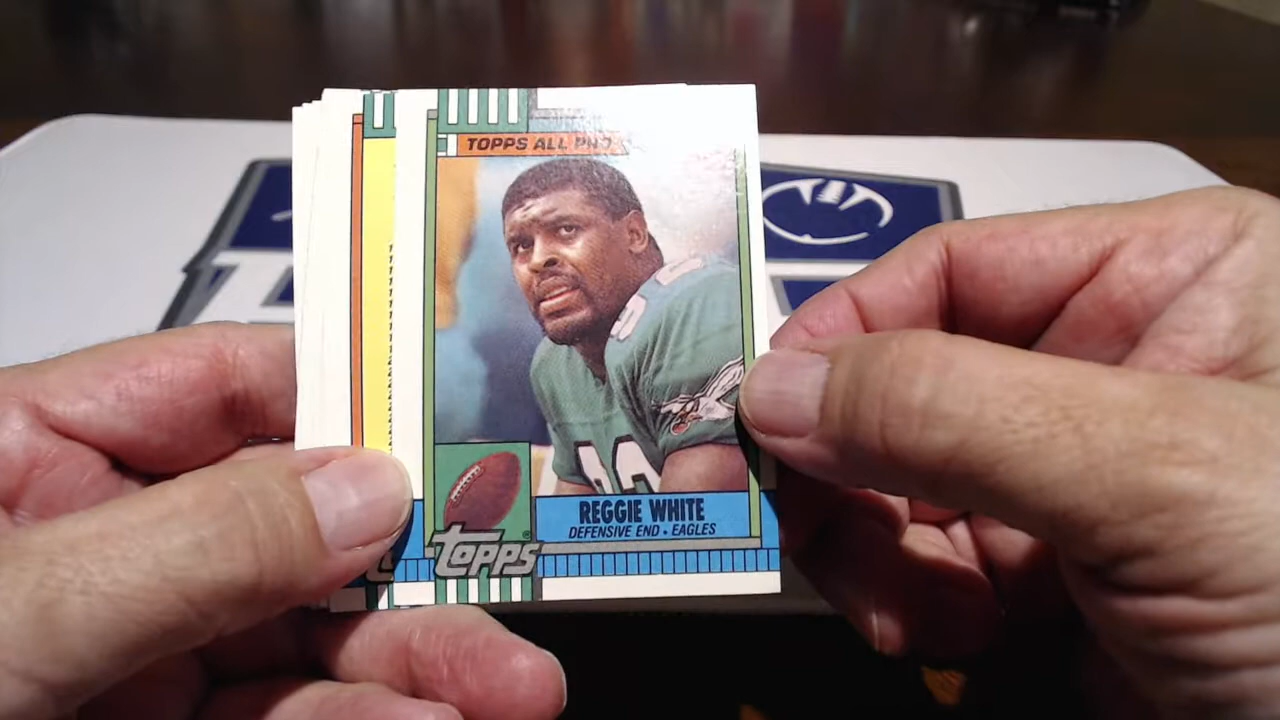 TOPPS ALL PRO
REGGIE WHITE
DEFENSIVE END • EAGLES
topps